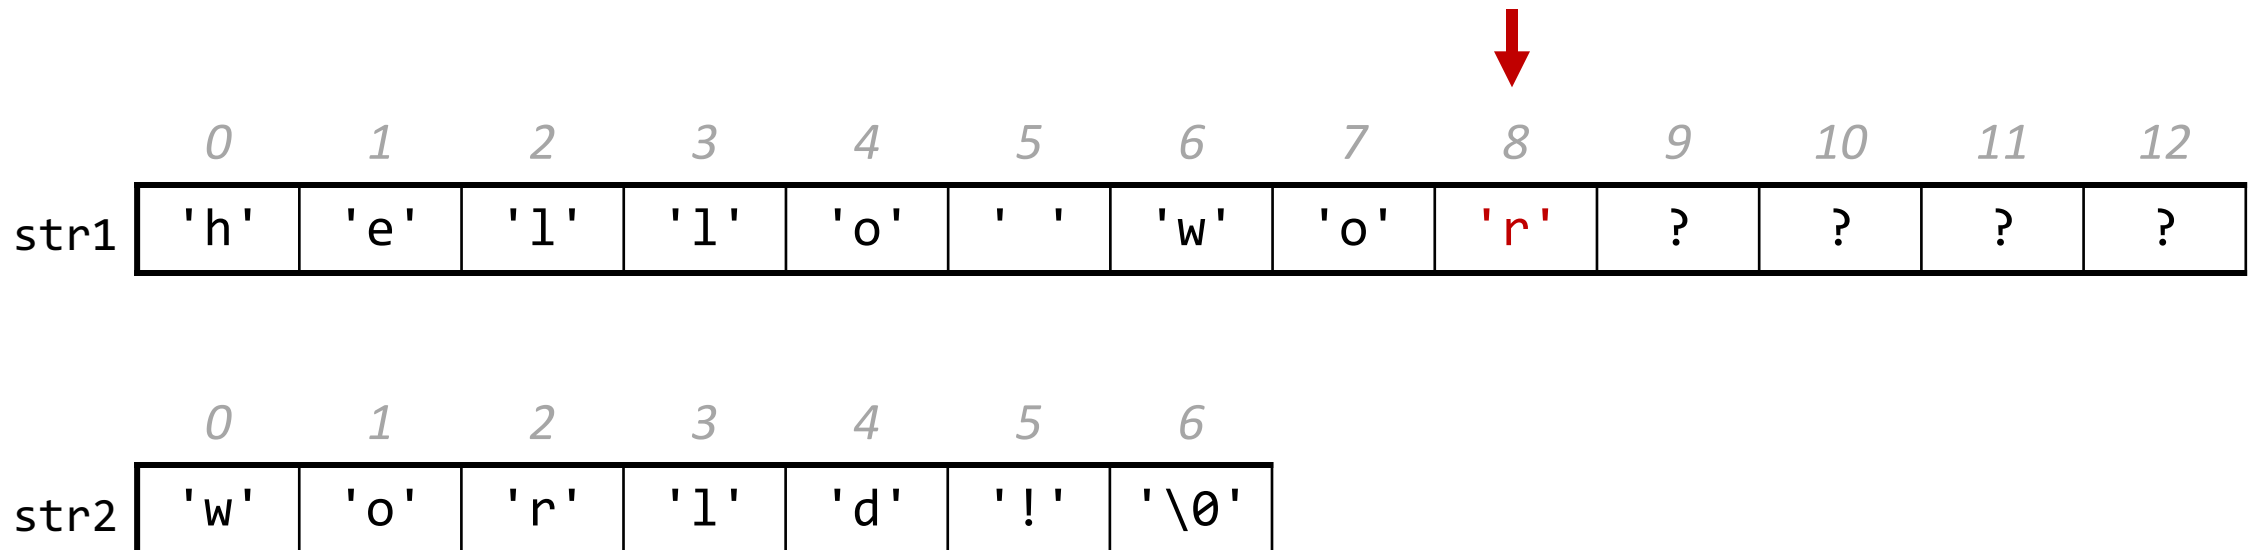 0 1 2 3 4 5 6 7 8 9 10 11 12
str1 'h' 'e' 'l' 'l' 'o' ' ' 'w' 'o' 'r' ? ? ? ?
0 1 2 3 4 5 6
str2 'w' 'o' 'r' 'l' 'd' '!' '\0'